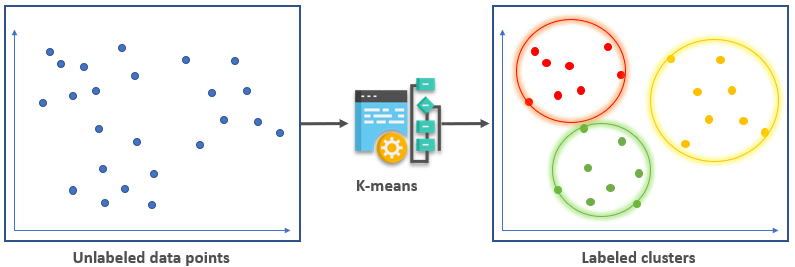 K-means
Unlabeled data points
Labeled clusters